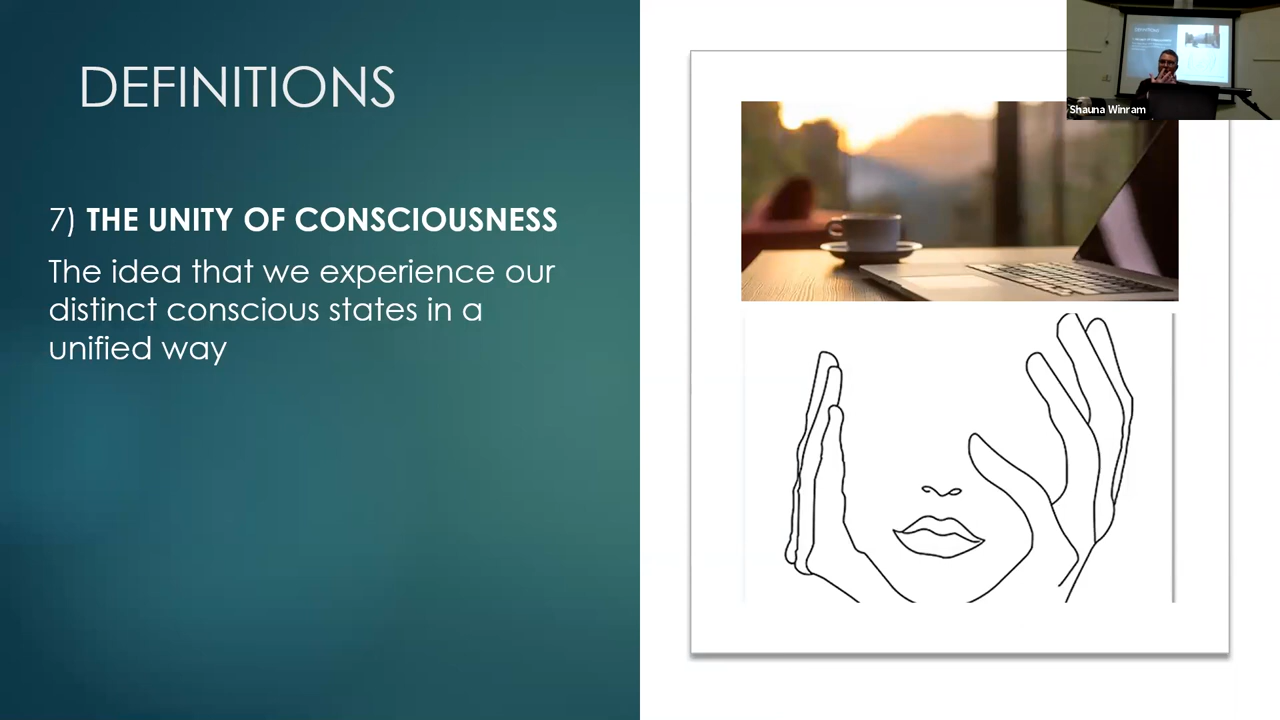 DEFINITIONS
7) THE UNITY OF CONSCIOUSNESS
The idea that we experience our
distinct conscious states in a
unified way
Shauna Winram